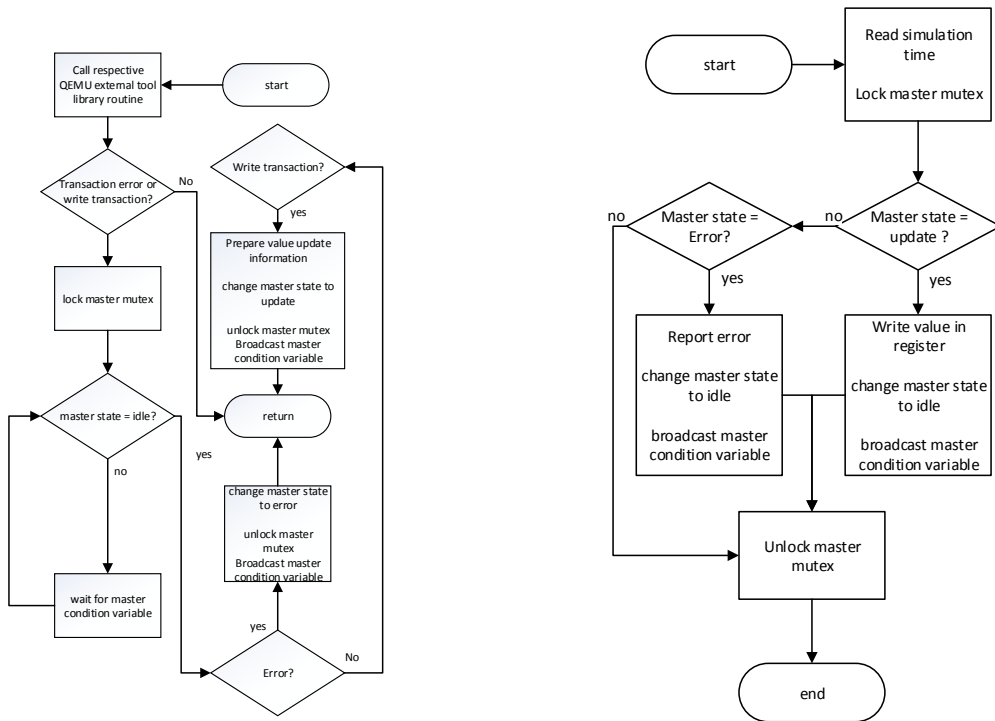 start
Call respective
QEMU external tool
library routine
Transaction error or
write transaction?
No
lock master mutex
master state = idle?
yes
no
wait for master
condition variable
Write transaction?
yes
Prepare value update
information
change master state to
update
unlock master mutex
Broadcast master
condition variable
return
change master state
to error
unlock master
mutex
Broadcast master
condition variable
yes
No
Error?
start
Read simulation
time
Lock master mutex
Master state =
update ?
no
yes
Master state =
Error?
no
yes
Report error
change master state
to idle
broadcast master
condition variable
Write value in
register
change master state
to idle
broadcast master
condition variable
Unlock master
mutex
end